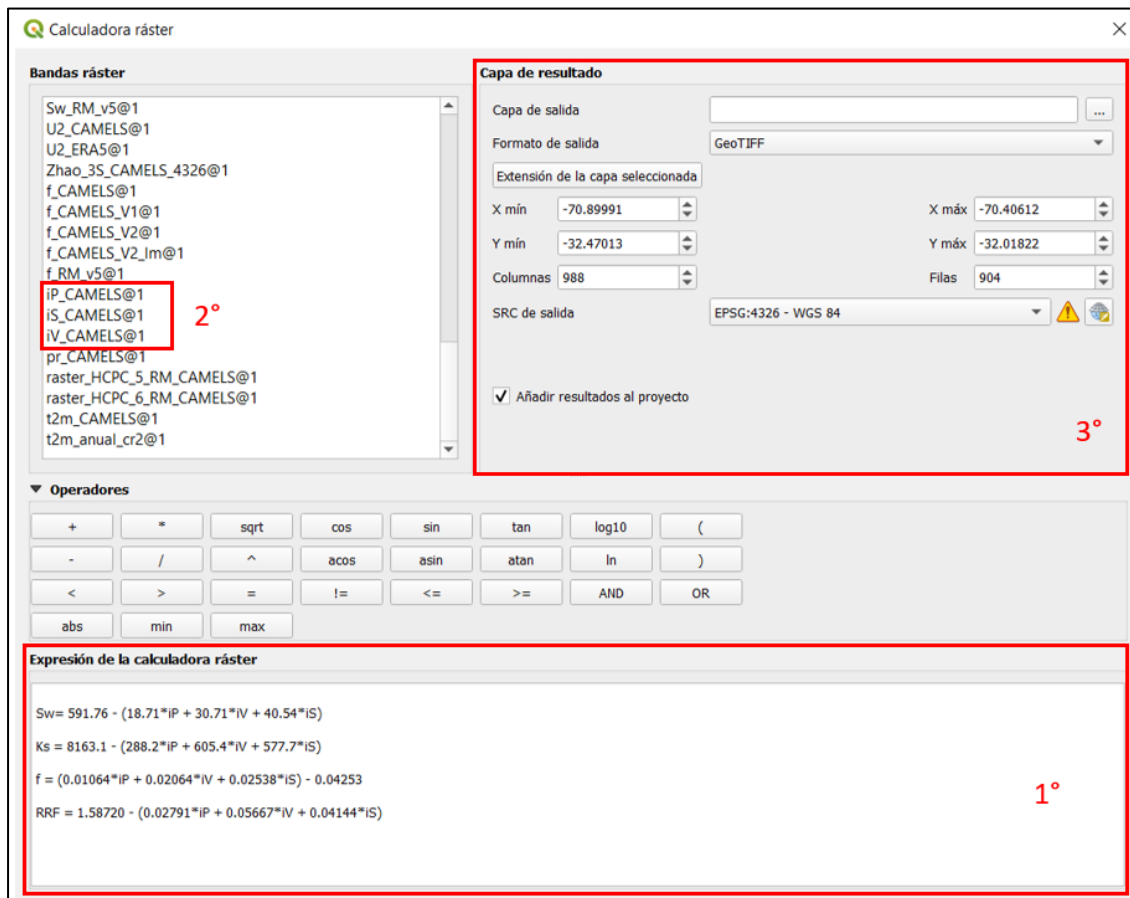 Calculadora ráster
Bandas ráster
Sw_RM_v5@1
U2_CAMELS@1
U2_ERA5@1
Zhao_3S_CAMELS_4326@1
f_CAMELS@1
f_CAMELS_V1@1
f_CAMELS_V2@1
f_CAMELS_V2_lm@1
f_RM_v5@1
iP_CAMELS@1
iS_CAMELS@1
iV_CAMELS@1
pr_CAMELS@1
raster_HCPC_5_RM_CAMELS@1
raster_HCPC_6_RM_CAMELS@1
t2m_CAMELS@1
t2m_anual_cr2@1
2°
Capa de resultado
Capa de salida ...
Formato de salida GeoTIFF
Extensión de la capa seleccionada
X mín -70.89991 X máx -70.40612
Y mín -32.47013 Y máx -32.01822
Columnas 988 Filas 904
SRC de salida EPSG:4326 - WGS 84
Añadir resultados al proyecto
3°
Operadores
+ * sqrt cos sin tan log10 (
- / ^ acos asin atan ln )
< > = != <= >= AND OR
abs min max
Expresión de la calculadora ráster
Sw= 591.76 - (18.71*iP + 30.71*iV + 40.54*iS)
Ks = 8163.1 - (288.2*iP + 605.4*iV + 577.7*iS)
f = (0.01064*iP + 0.02064*iV + 0.02538*iS) - 0.04253
RRF = 1.58720 - (0.02791*iP + 0.05667*iV + 0.04144*iS)
1°